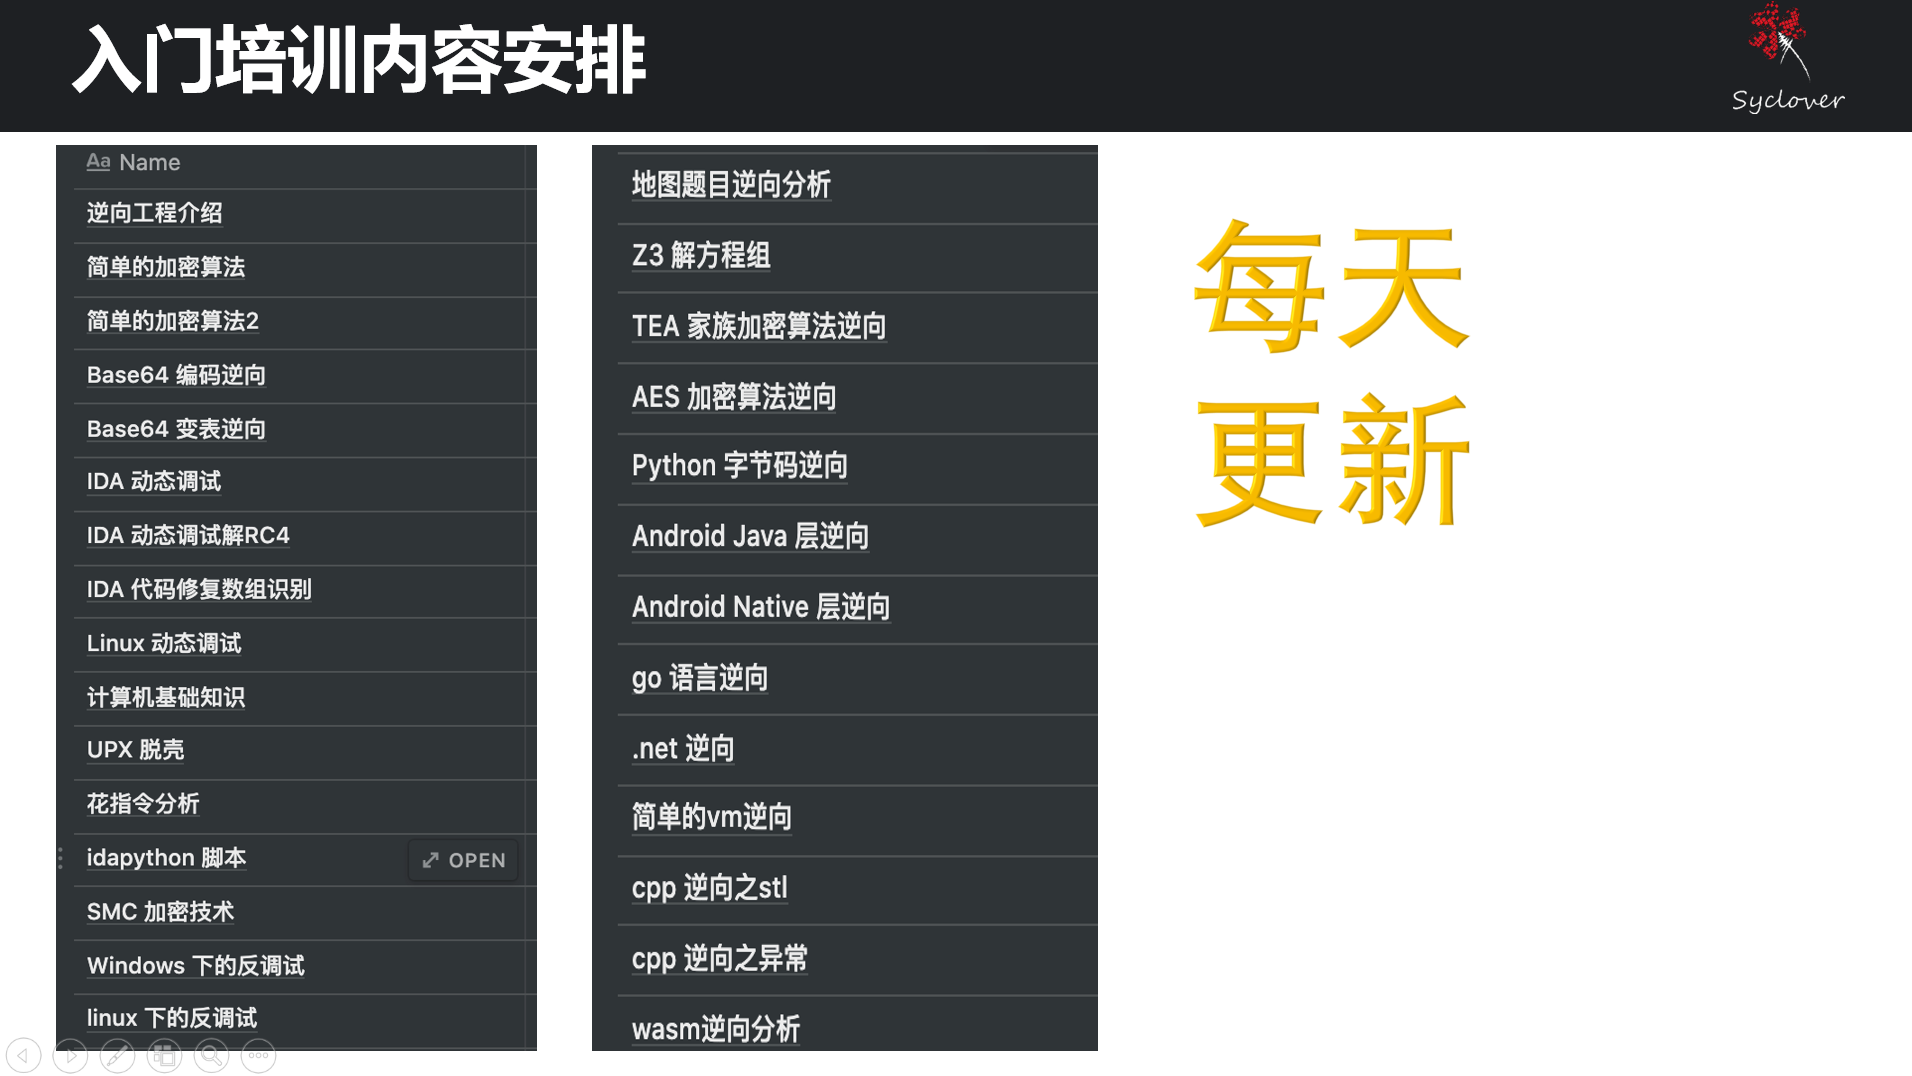 入门培训内容安排
Syclover
Aa Name
逆向工程介绍
简单的加密算法
简单的加密算法2
Base64 编码逆向
Base64 变表逆向
IDA 动态调试
IDA 动态调试解RC4
IDA 代码修复数组识别
Linux 动态调试
计算机基础知识
UPX 脱壳
花指令分析
idapython 脚本
OPEN
SMC 加密技术
Windows 下的反调试
linux 下的反调试
地图题目逆向分析
Z3 解方程组
TEA 家族加密算法逆向
AES 加密算法逆向
Python 字节码逆向
Android Java 层逆向
Android Native 层逆向
go 语言逆向
.net 逆向
简单的vm逆向
cpp 逆向之stl
cpp 逆向之异常
wasm逆向分析
每天
更新